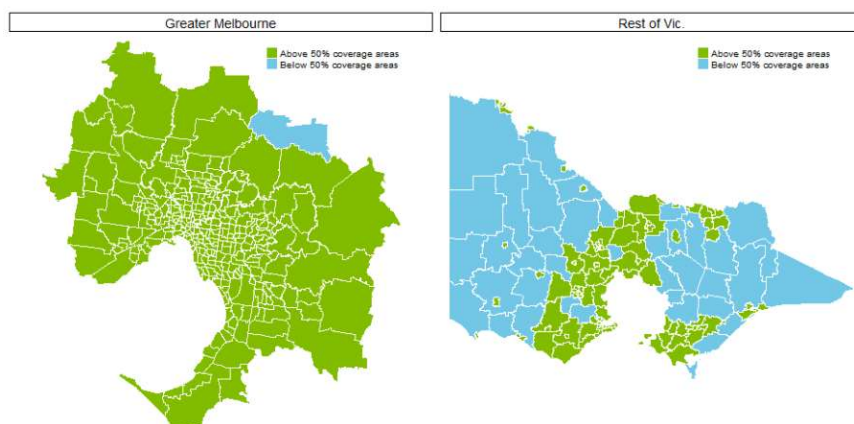 Greater Melbourne
Above 50% coverage areas
Below 50% coverage areas
Rest of Vic.
Above 50% coverage areas
Below 50% coverage areas